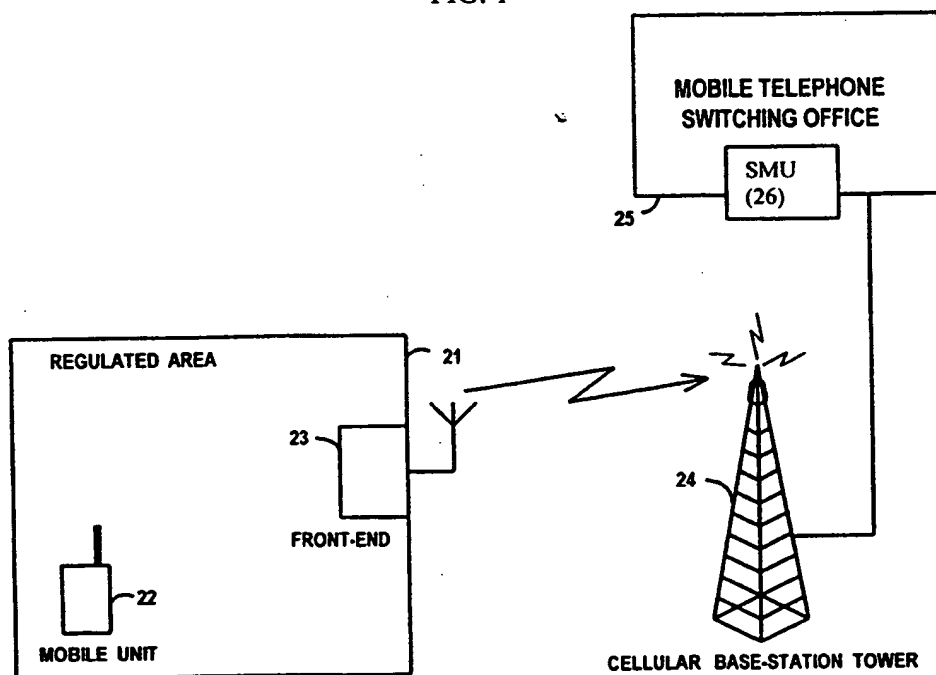 MOBILE TELEPHONE
SWITCHING OFFICE
SMU
(26)
25
REGULATED AREA
21
23
24
FRONT-END
22
MOBILE UNIT
CELLULAR BASE-STATION TOWER